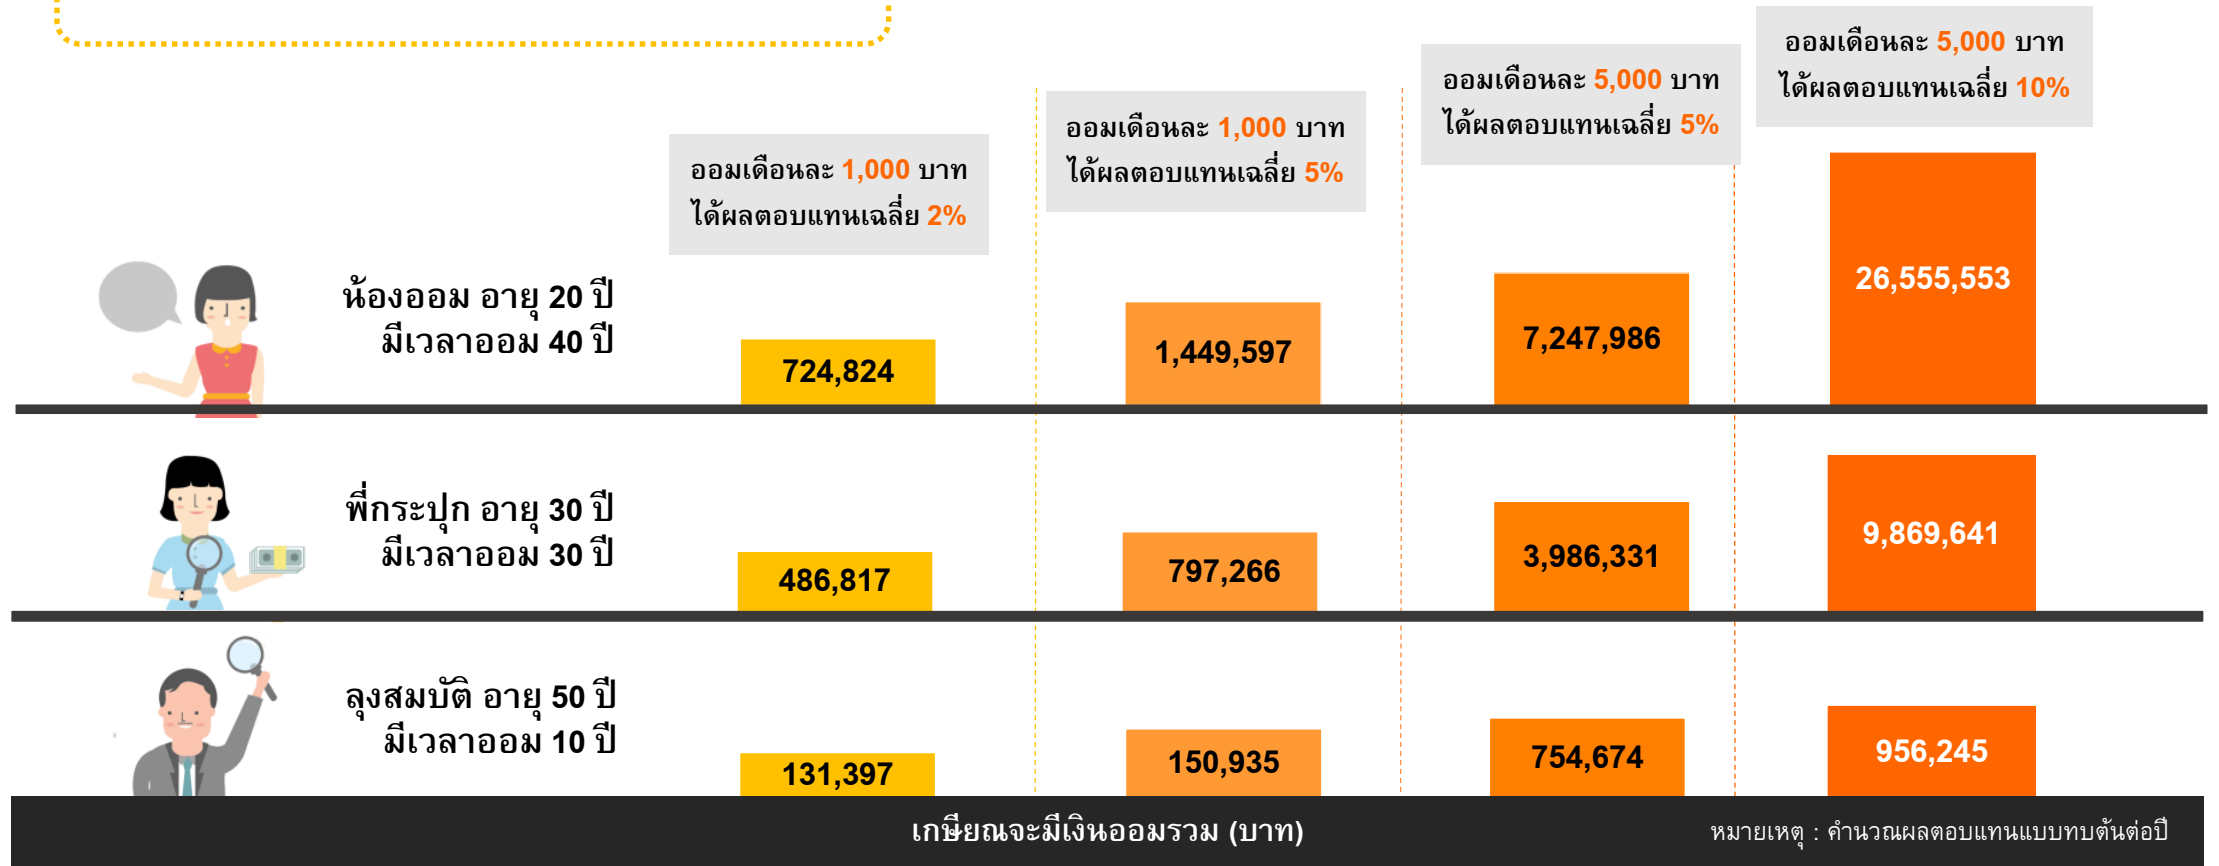 ออมเดือนละ 1,000 บาท
ได้ผลตอบแทนเฉลี่ย 2%
ออมเดือนละ 1,000 บาท
ได้ผลตอบแทนเฉลี่ย 5%
ออมเดือนละ 5,000 บาท
ได้ผลตอบแทนเฉลี่ย 5%
ออมเดือนละ 5,000 บาท
ได้ผลตอบแทนเฉลี่ย 10%
น้องออม อายุ 20 ปี
มีเวลาออม 40 ปี
724,824
1,449,597
7,247,986
26,555,553
พี่กระปุก อายุ 30 ปี
มีเวลาออม 30 ปี
486,817
797,266
3,986,331
9,869,641
ลุงสมบัติ อายุ 50 ปี
มีเวลาออม 10 ปี
131,397
150,935
754,674
956,245
เกษียณจะมีเงินออมรวม (บาท)
หมายเหตุ : คำนวณผลตอบแทนแบบทบต้นต่อปี